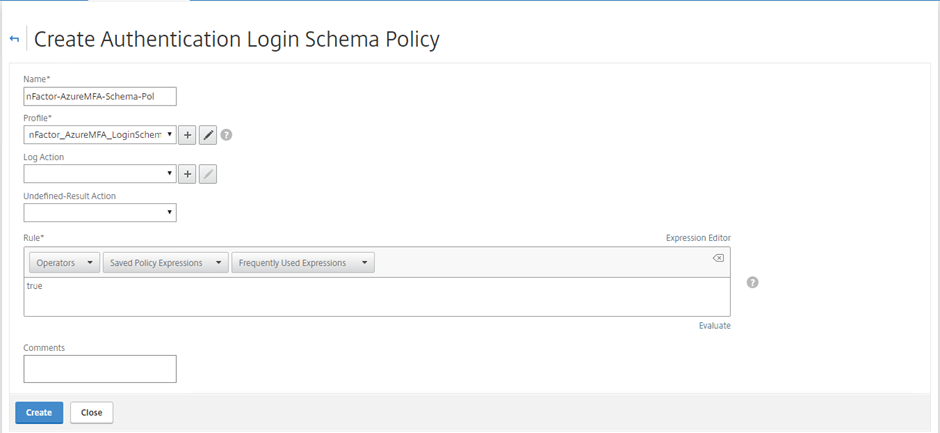 Create Authentication Login Schema Policy
Name*
nFactor-AzureMFA-Schema-Pol
Profile*
nFactor_AzureMFA_LoginSchem
Log Action
Undefined-Result Action
Rule*
Expression Editor
Operators
Saved Policy Expressions
Frequently Used Expressions
true
Evaluate
Comments
Create
Close